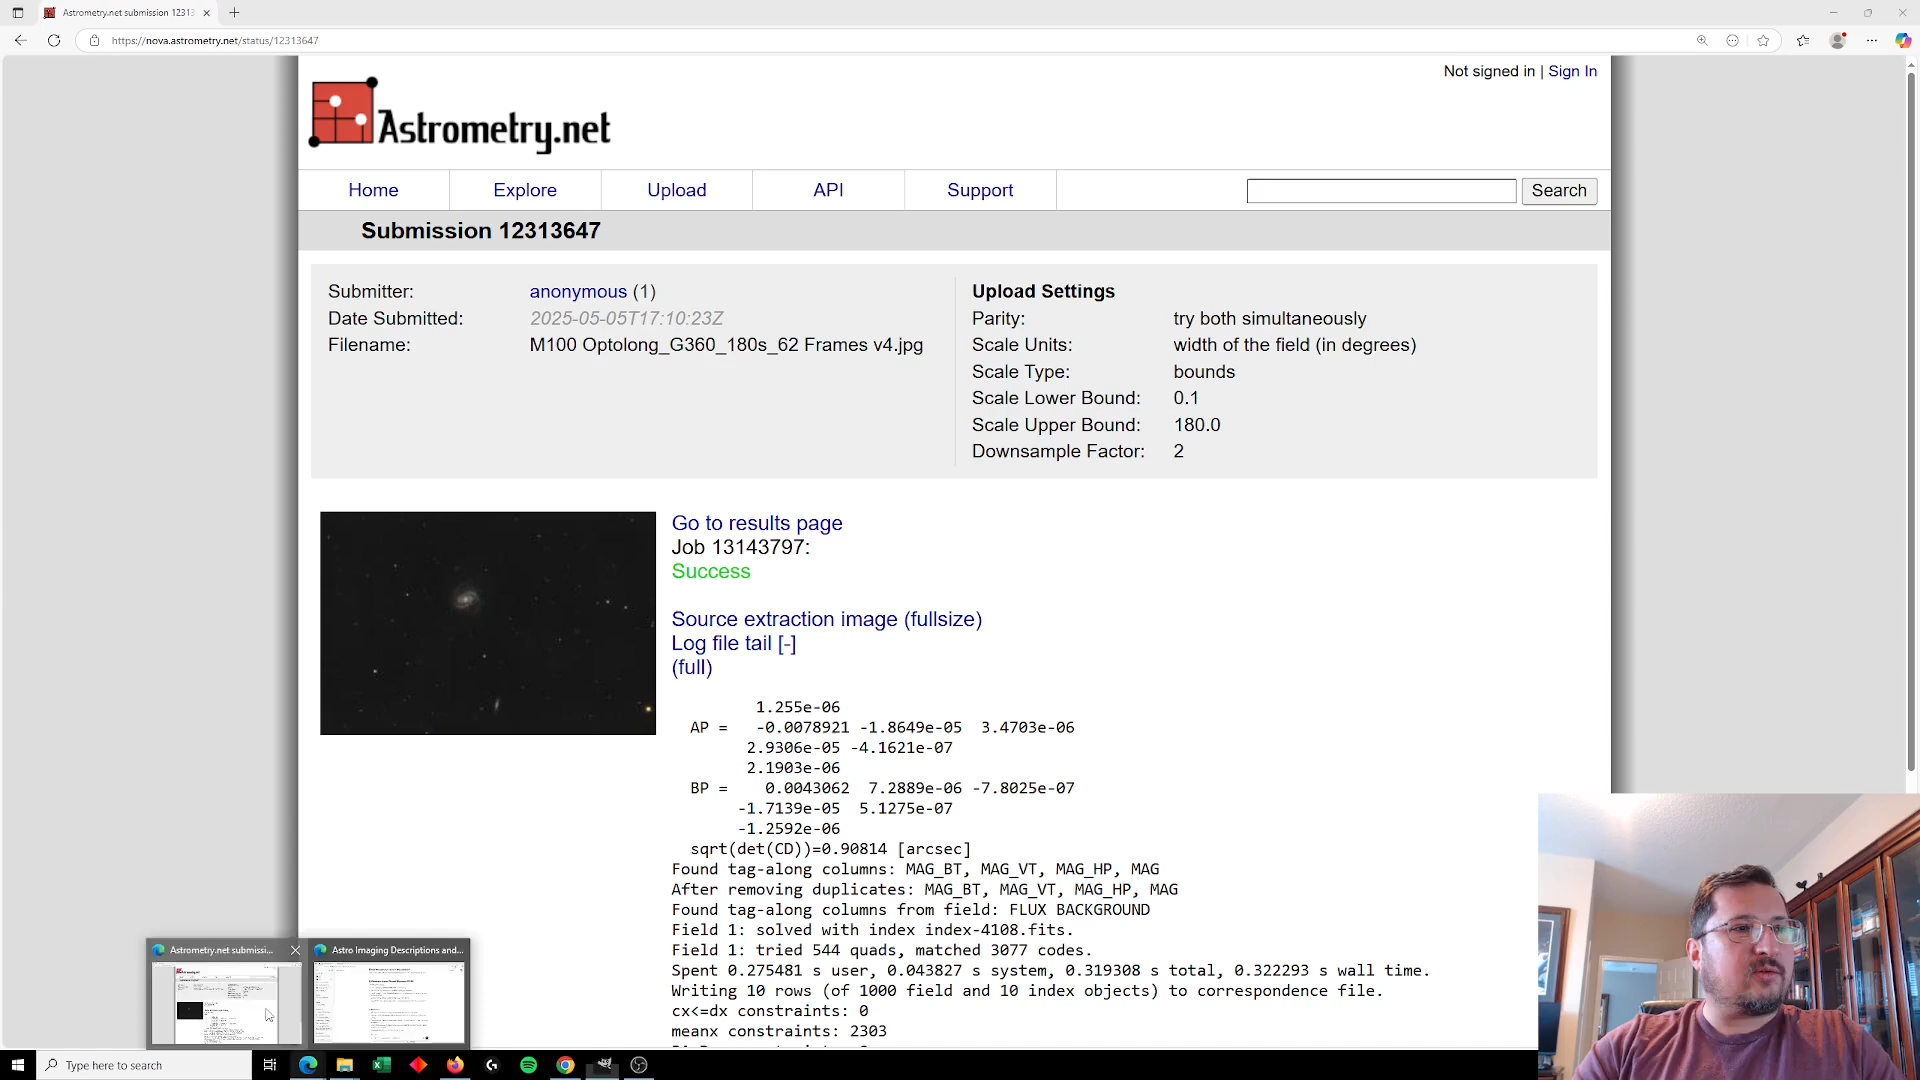 Astrometry.net submission 12313
https://nova.astrometry.net/status/12313647
Not signed in | Sign In
Astrometry.net
Home
Explore
Upload
API
Support
Search
Submission 12313647
Submitter: anonymous (1)
Date Submitted: 2025-05-05T17:10:23Z
Filename: M100 Optolong_G360_180s_62 Frames v4.jpg
Upload Settings
Parity: try both simultaneously
Scale Units: width of the field (in degrees)
Scale Type: bounds
Scale Lower Bound: 0.1
Scale Upper Bound: 180.0
Downsample Factor: 2
Go to results page
Job 13143797:
Success
Source extraction image (fullsize)
Log file tail [-]
(full)
1.255e-06
AP = -0.0078921 -1.8649e-05 3.4703e-06
2.9306e-05 -4.1621e-07
2.1903e-06
BP = 0.0043062 7.2889e-06 -7.8025e-07
-1.7139e-05 5.1275e-07
-1.2592e-06
sqrt(det(CD))=0.90814 [arcsec]
Found tag-along columns: MAG_BT, MAG_VT, MAG_HP, MAG
After removing duplicates: MAG_BT, MAG_VT, MAG_HP, MAG
Found tag-along columns from field: FLUX BACKGROUND
Field 1: solved with index index-4108.fits.
Field 1: tried 544 quads, matched 3077 codes.
Spent 0.275481 s user, 0.043827 s system, 0.319308 s total, 0.322293 s wall time.
Writing 10 rows (of 1000 field and 10 index objects) to correspondence file.
cx<=dx constraints: 0
meanx constraints: 2303
Astrometry.net submissi...
Astro Imaging Descriptions and...
Type here to search